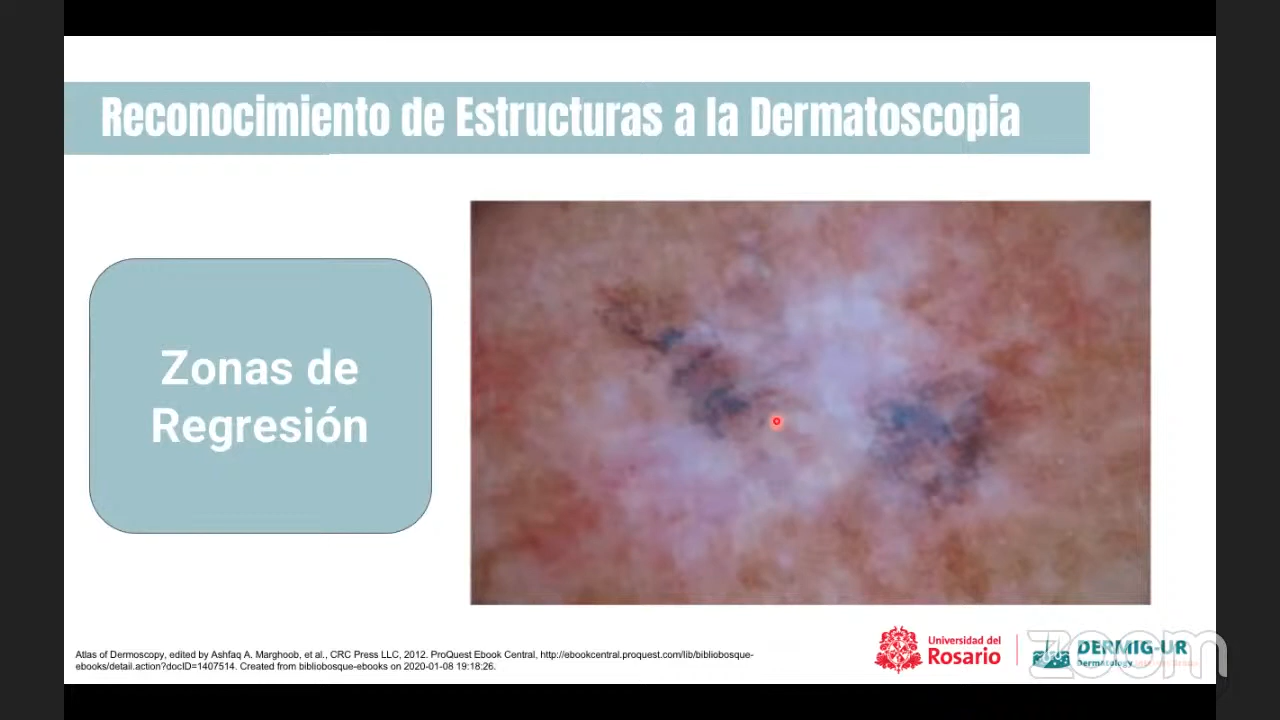 Reconocimiento de Estructuras a la Dermatoscopia
Zonas de
Regresión
Atlas of Dermoscopy, edited by Ashfaq A. Marghoob, et al., CRC Press LLC, 2012. ProQuest Ebook Central, http://ebookcentral.proquest.com/lib/bibliobosque-
ebooks/detail.action?docID=1407514. Created from bibliobosque-ebooks on 2020-01-08 19:18:26.
Universidad del
Rosario
DERMIG-UR
Dermatology
zoom